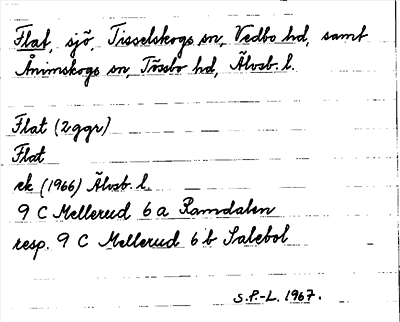 Flat, sjö, Tisselskogs sn, Vedbo hd, samt
Ånimskogs sn, Tössbo hd, Älvsb. l.
Flat (2ggr)
Flat
ek (1966) Älvsb. l.
9 C Mellerud 6 a Ramdalen
resp. 9 C Mellerud 6 b Salebol
S.P.-L. 1967.